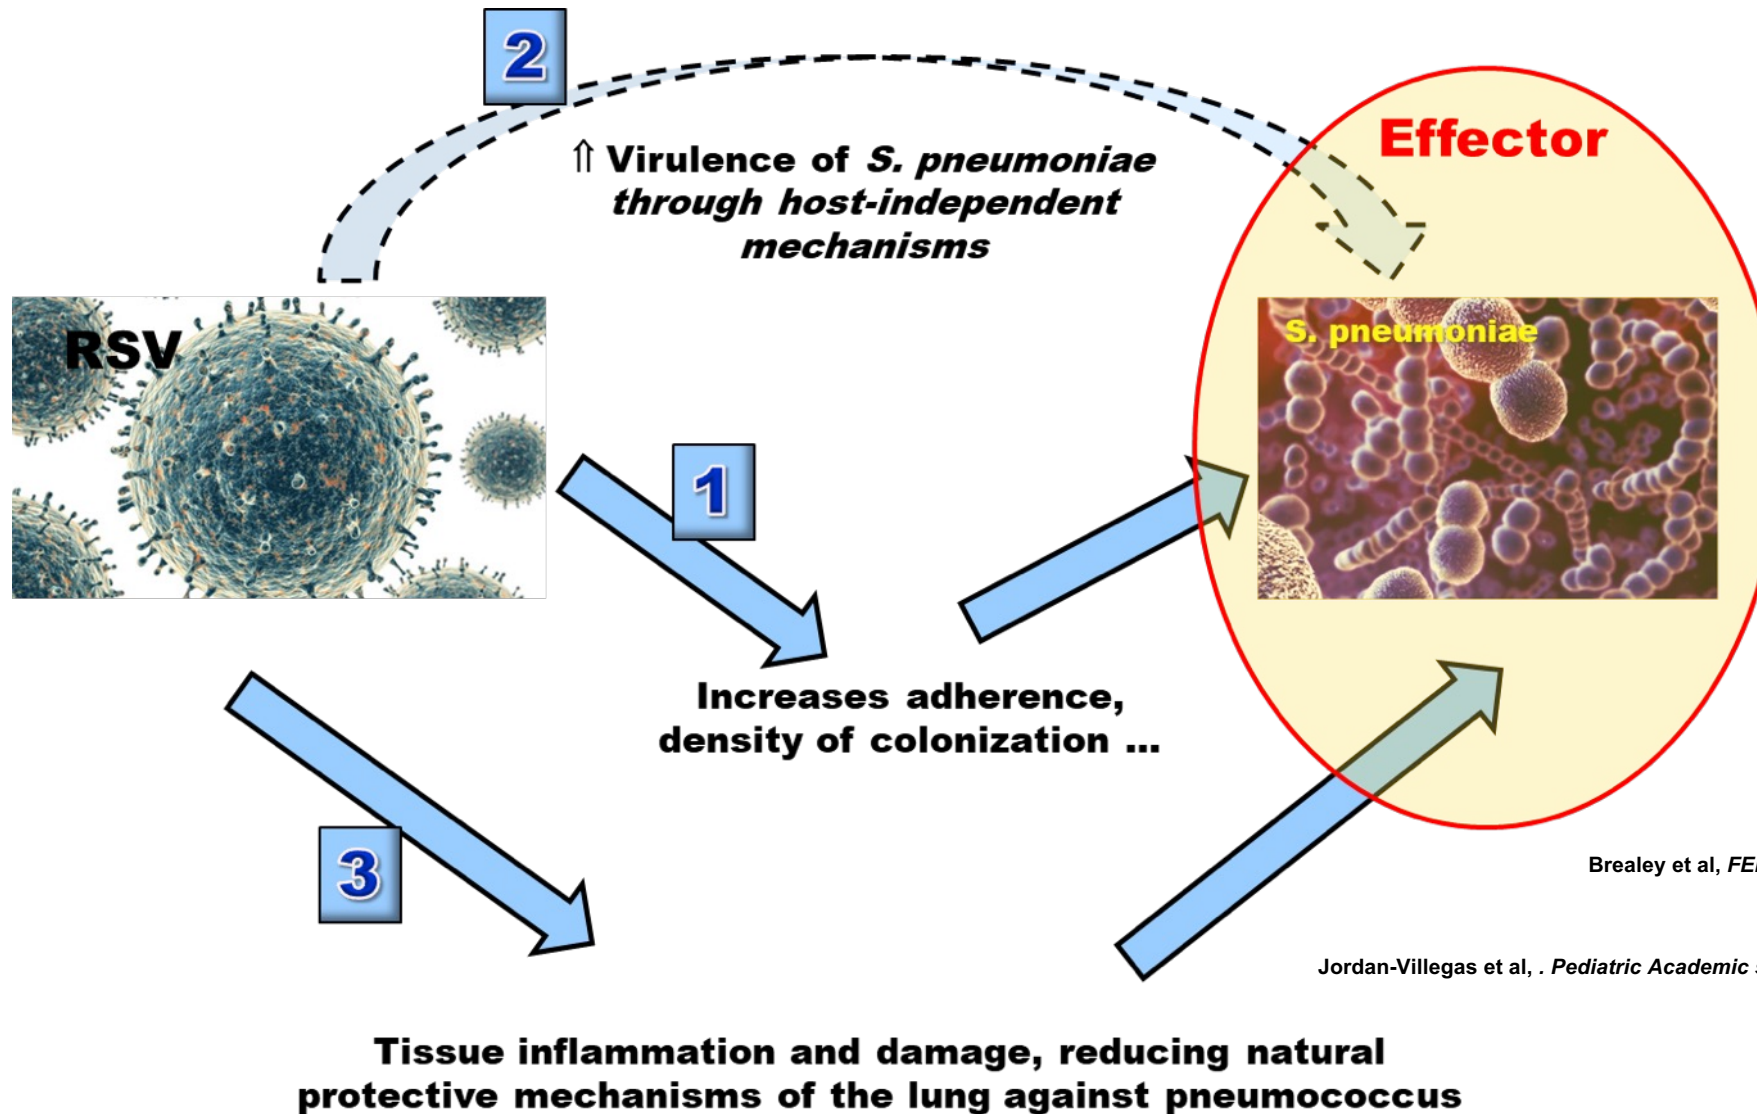 2
⇑ Virulence of S. pneumoniae
through host-independent
mechanisms
Effector
RSV
S. pneumoniae
1
Increases adherence,
density of colonization ...
3
Brealey et al,
Jordan-Villegas et al, . Pediatric Academic
Tissue inflammation and damage, reducing natural
protective mechanisms of the lung against pneumococcus